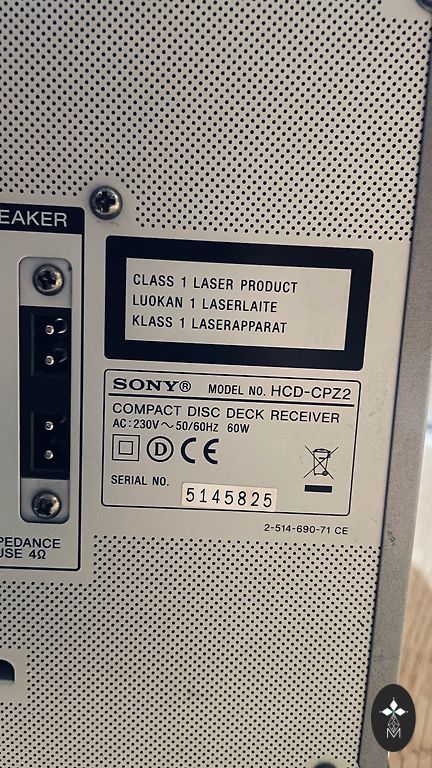 EAKER
CLASS 1 LASER PRODUCT
LUOKAN 1 LASERLAITE
KLASS 1 LASERAPPARAT
SONY® MODEL NO. HCD-CPZ2
COMPACT DISC DECK RECEIVER
AC: 230V ~ 50/60HZ 60W
D CE
SERIAL NO. 5145825
2-514-690-71 CE
PEDANCE
USE 4Ω
M